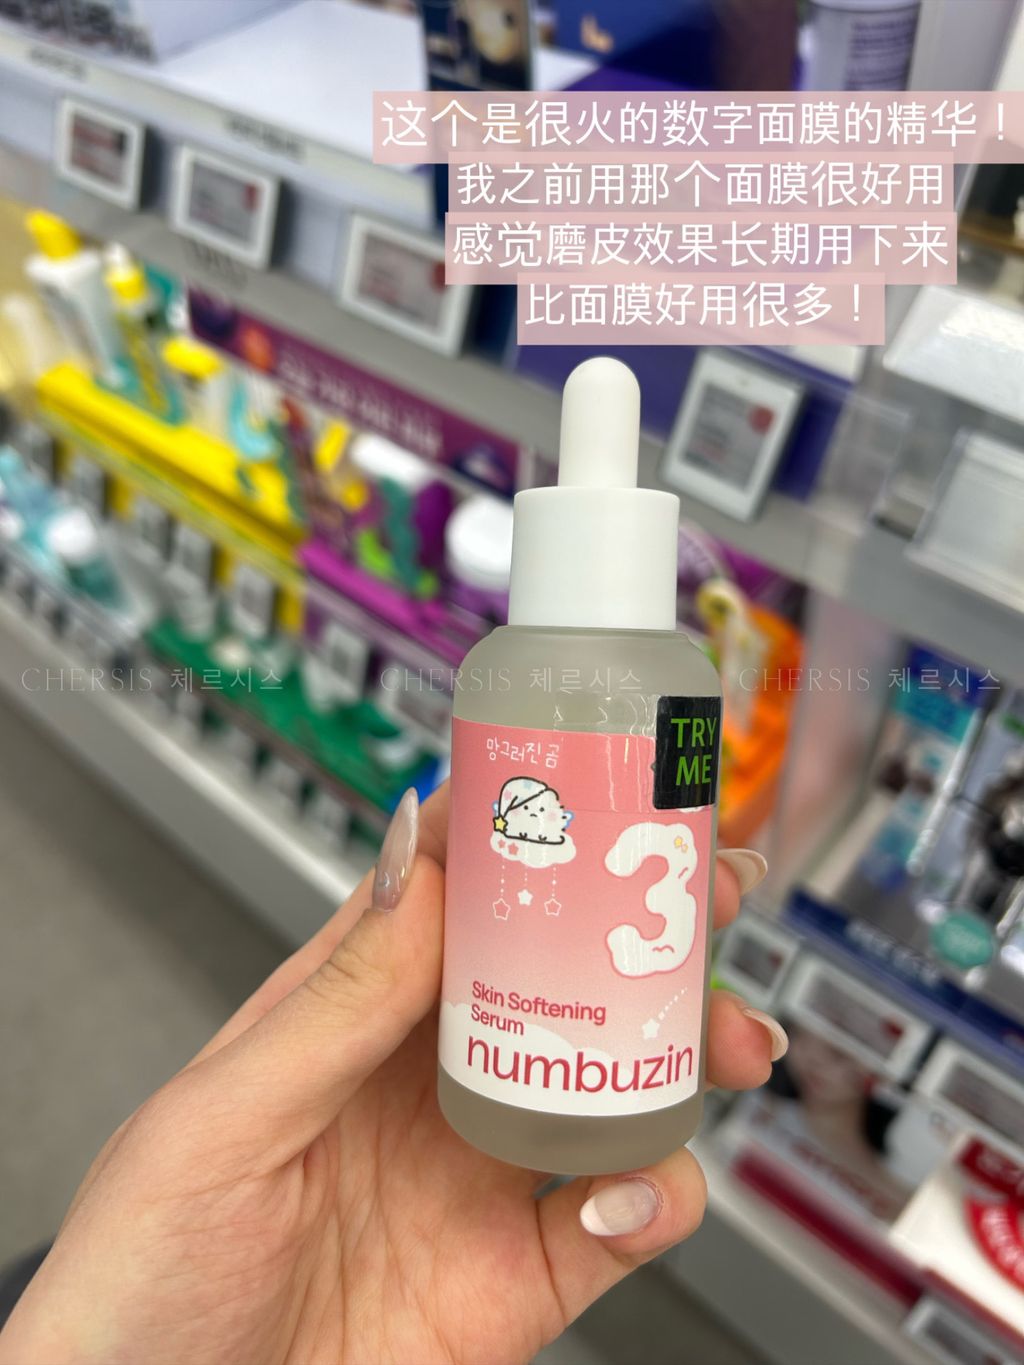 这个是很火的数字面膜的精华！
我之前用那个面膜很好用
感觉磨皮效果长期用下来
比面膜好用很多！
CHERSIS 체르시스 CHERSIS 체르시스 CHERSIS 체르시스
TRY
ME
망그러진 곰
3
Skin Softening
Serum
numbuzin